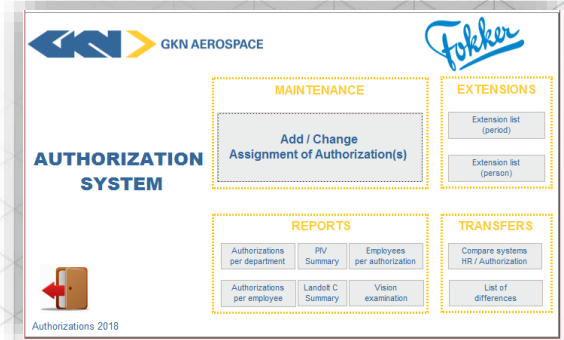 GKN AEROSPACE
Fokker
MAINTENANCE
Add / Change
Assignment of Authorization(s)
EXTENSIONS
Extension list
(period)
Extension list
(person)
AUTHORIZATION
SYSTEM
REPORTS
Authorizations
per department
PIV
Summary
Employees
per authorization
Authorizations
per employee
Landolt C
Summary
Vision
examination
TRANSFERS
Compare systems
HR / Authorization
List of
differences
Authorizations 2018